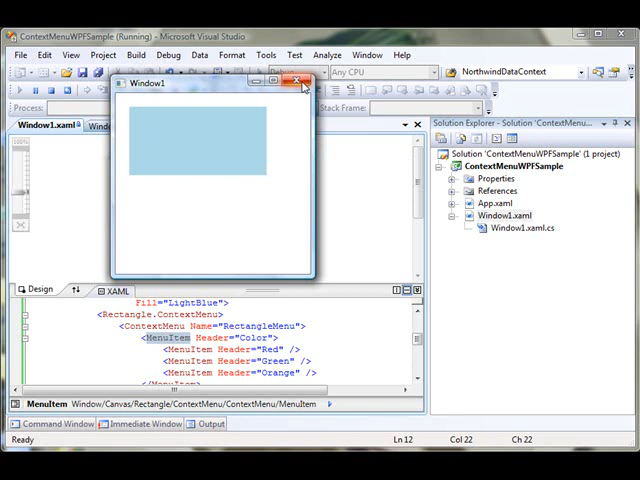 ContextMenuWPFSample (Running) - Microsoft Visual Studio
File Edit View Project Build Debug Data Format Tools Test Analyze Window Help
Debug Any CPU NorthwindDataContext
Process: Stack Frame:
Window1
Window1.xaml Windo
100%
Design XAML
Fill="LightBlue">
<Rectangle.ContextMenu>
<ContextMenu Name="RectangleMenu">
<MenuItem Header="Color">
<MenuItem Header="Red" />
<MenuItem Header="Green" />
<MenuItem Header="Orange" />
</MenuItem>
MenuItem Window/Canvas/Rectangle/ContextMenu/ContextMenu/MenuItem
Solution Explorer - Solution 'ContextMenu...
Solution 'ContextMenuWPFSample' (1 project)
ContextMenuWPFSample
Properties
References
App.xaml
Window1.xaml
Window1.xaml.cs
Command Window Immediate Window Output
Ready Ln 12 Col 22 Ch 22